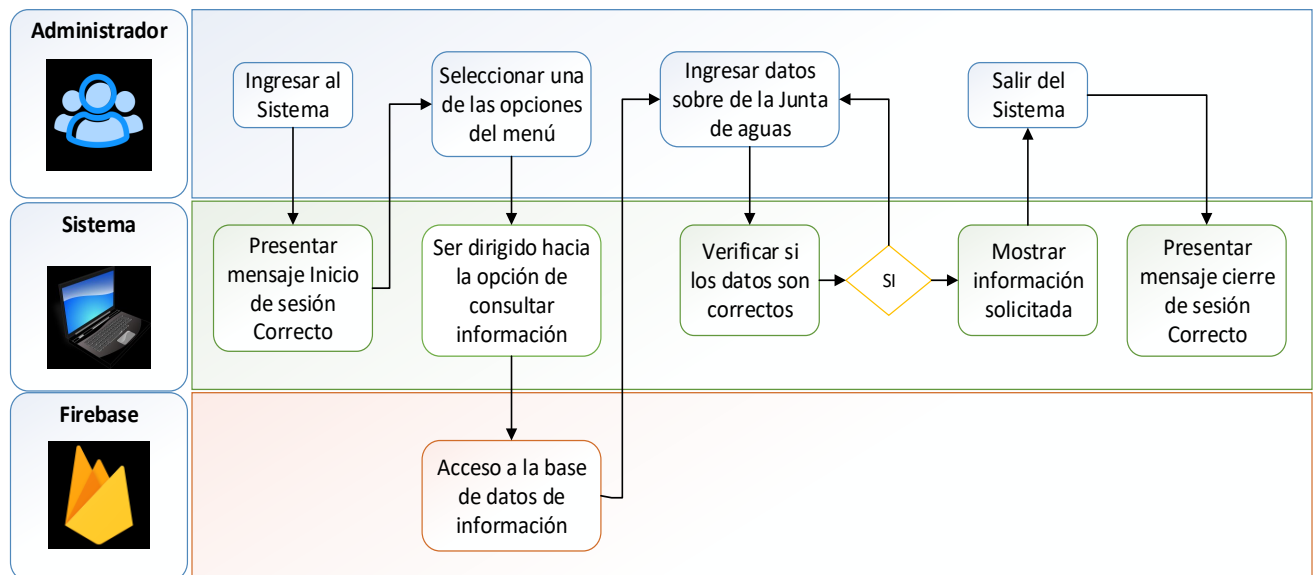 Administrador
Ingresar al
Sistema
Seleccionar una
de las opciones
del menú
Ingresar datos
sobre de la Junta
de aguas
Salir del
Sistema
Sistema
Presentar
mensaje Inicio
de sesión
Correcto
Ser dirigido hacia
la opción de
consultar
información
Verificar si
los datos son
correctos
SI
Mostrar
información
solicitada
Presentar
mensaje cierre
de sesión
Correcto
Firebase
Acceso a la base
de datos de
información